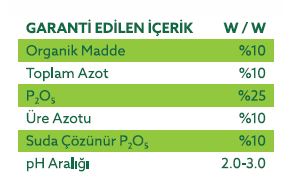 GARANTİ EDİLEN İÇERİK W / W
Organik Madde %10
Toplam Azot %10
P₂O₅ %25
Üre Azotu %10
Suda Çözünür P₂O₅ %10
pH Aralığı 2.0-3.0